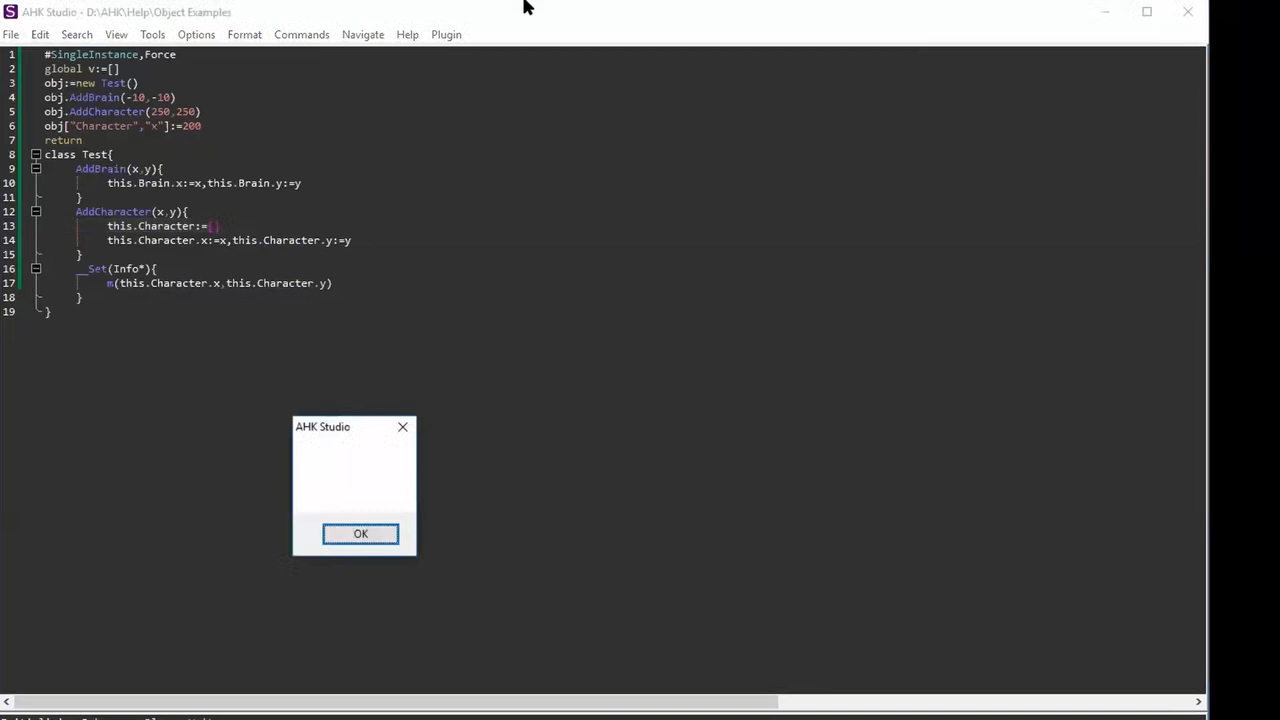 AHK Studio - D:\AHK\Help\Object Examples
File Edit Search View Tools Options Format Commands Navigate Help Plugin
1 #SingleInstance,Force
2 global v:=[]
3 obj:=new Test()
4 obj.AddBrain(-10,-10)
5 obj.AddCharacter(250,250)
6 obj["Character","x"]:=200
7 return
8 class Test{
9 AddBrain(x,y){
10 this.Brain.x:=x,this.Brain.y:=y
11 }
12 AddCharacter(x,y){
13 this.Character:=[]
14 this.Character.x:=x,this.Character.y:=y
15 }
16 __Set(Info*){
17 m(this.Character.x,this.Character.y)
18 }
19 }
AHK Studio
OK